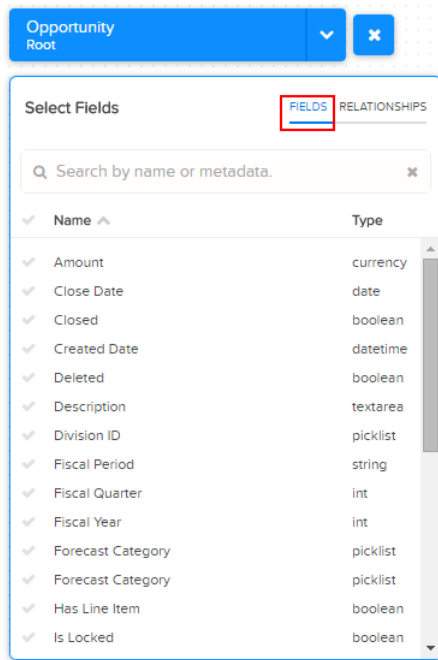 Opportunity
Root
Select Fields FIELDS RELATIONSHIPS
Search by name or metadata.
Name Type
Amount currency
Close Date date
Closed boolean
Created Date datetime
Deleted boolean
Description textarea
Division ID picklist
Fiscal Period string
Fiscal Quarter int
Fiscal Year int
Forecast Category picklist
Forecast Category picklist
Has Line Item boolean
Is Locked boolean